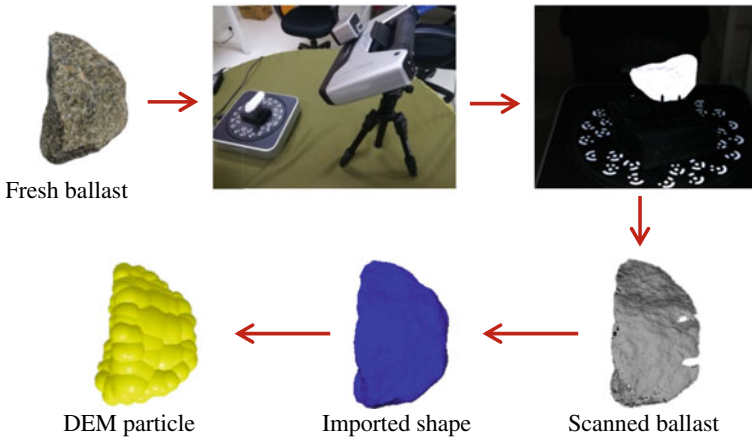 Fresh ballast
DEM particle
Imported shape
Scanned ballast